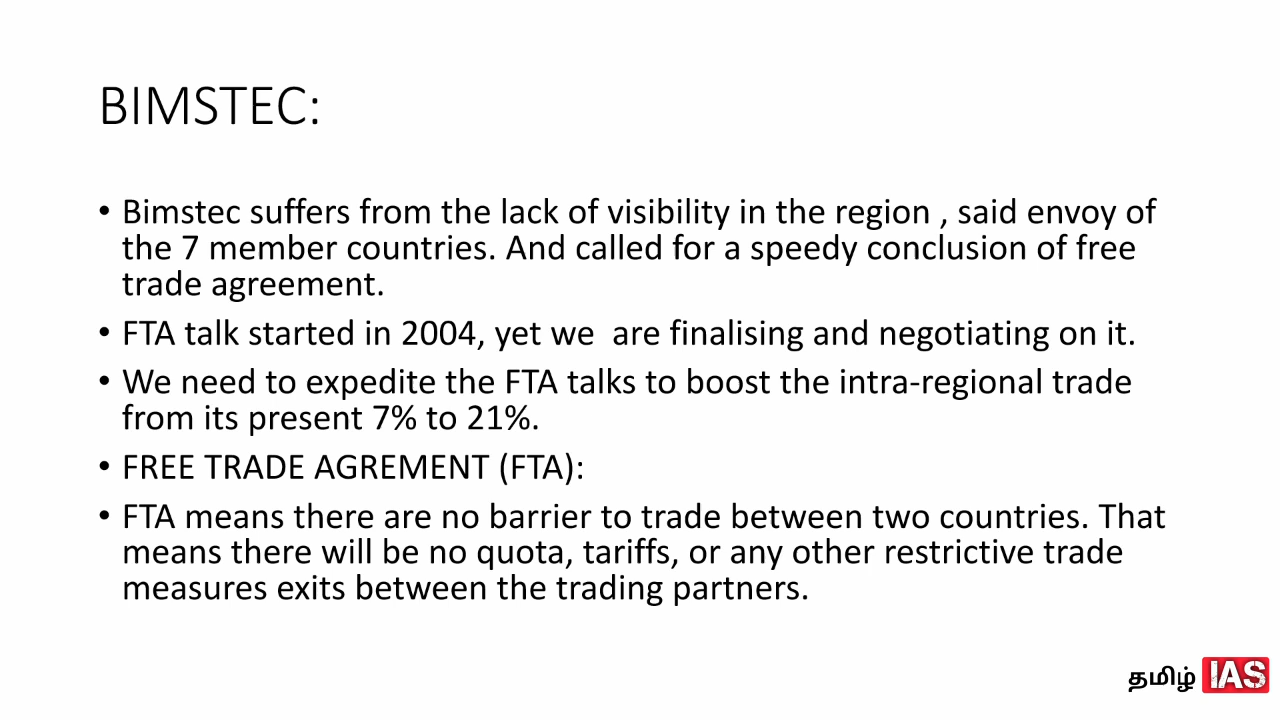 BIMSTEC:
• Bimstec suffers from the lack of visibility in the region , said envoy of
the 7 member countries. And called for a speedy conclusion of free
trade agreement.
• FTA talk started in 2004, yet we  are finalising and negotiating on it.
• We need to expedite the FTA talks to boost the intra-regional trade
from its present 7% to 21%.
• FREE TRADE AGREMENT (FTA):
• FTA means there are no barrier to trade between two countries. That
means there will be no quota, tariffs, or any other restrictive trade
measures exits between the trading partners.
தமிழ் IAS